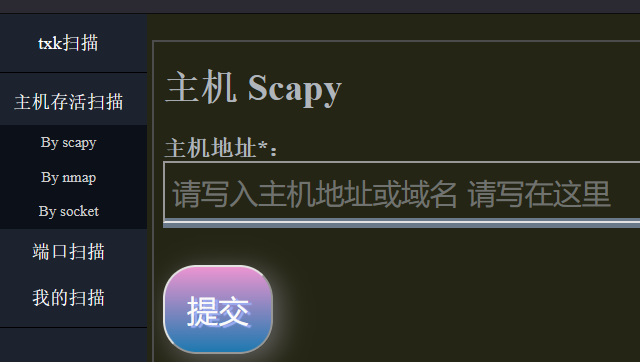 txk扫描
主机存活扫描
By scapy
By nmap
By socket
端口扫描
我的扫描
主机 Scapy
主机地址*：
请写入主机地址或域名 请写在这里
提交